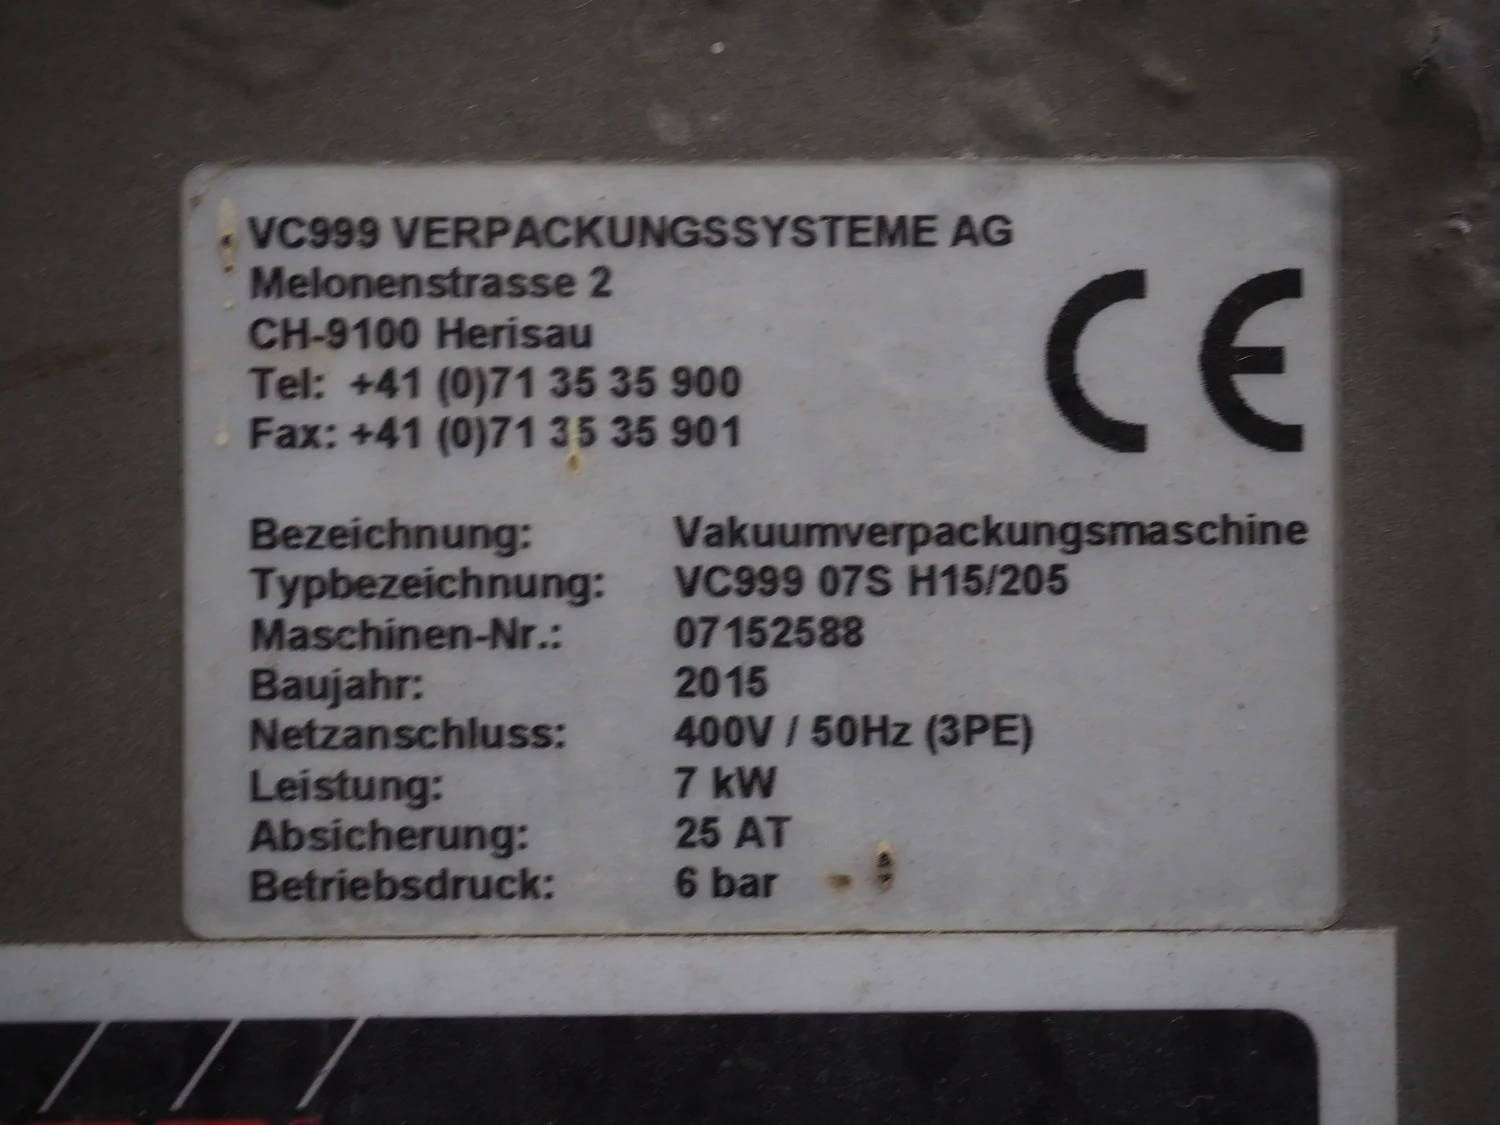 VC999 VERPACKUNGSSYSTEME AG
Melonenstrasse 2
CH-9100 Herisau
Tel: +41 (0)71 35 35 900
Fax: +41 (0)71 35 35 901
CE
Bezeichnung: Vakuumverpackungsmaschine
Typbezeichnung: VC999 07S H15/205
Maschinen-Nr.: 07152588
Baujahr: 2015
Netzanschluss: 400V / 50Hz (3PE)
Leistung: 7 kW
Absicherung: 25 AT
Betriebsdruck: 6 bar